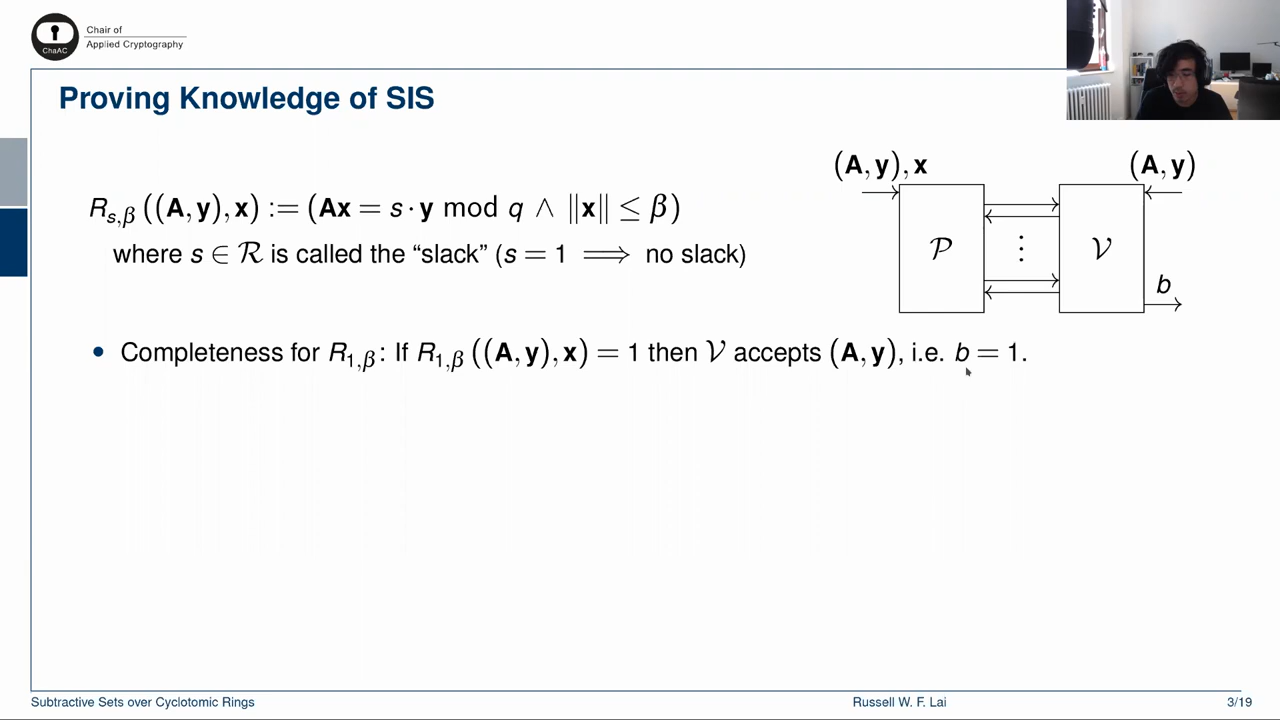 Chair of
Applied Cryptography
ChaAC
Proving Knowledge of SIS
(A, y), x
(A, y)
R_{s,β} ((A, y), x) := (Ax = s · y mod q ∧ ‖x‖ ≤ β)
where s ∈ ℛ is called the “slack” (s = 1 ⟹ no slack)
𝒫
⋮
𝒱
b
• Completeness for R_{1,β}: If R_{1,β} ((A, y), x) = 1 then 𝒱 accepts (A, y), i.e. b = 1.
Subtractive Sets over Cyclotomic Rings
Russell W. F. Lai
3/19